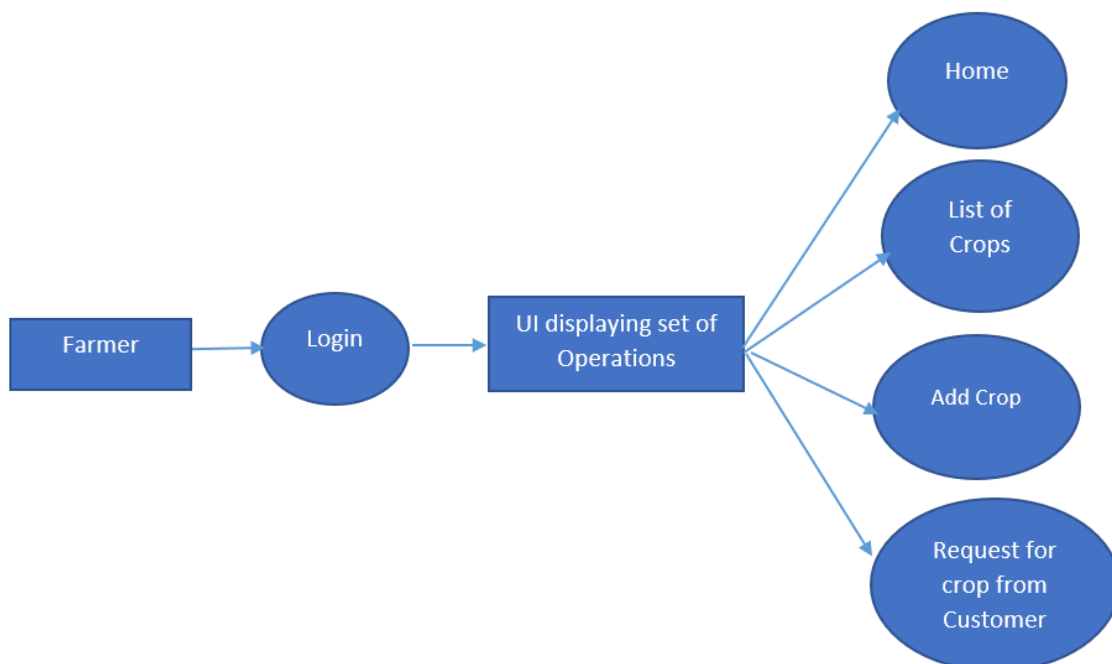 Home
List of
Crops
Farmer
Login
UI displaying set of
Operations
Add Crop
Request for
crop from
Customer